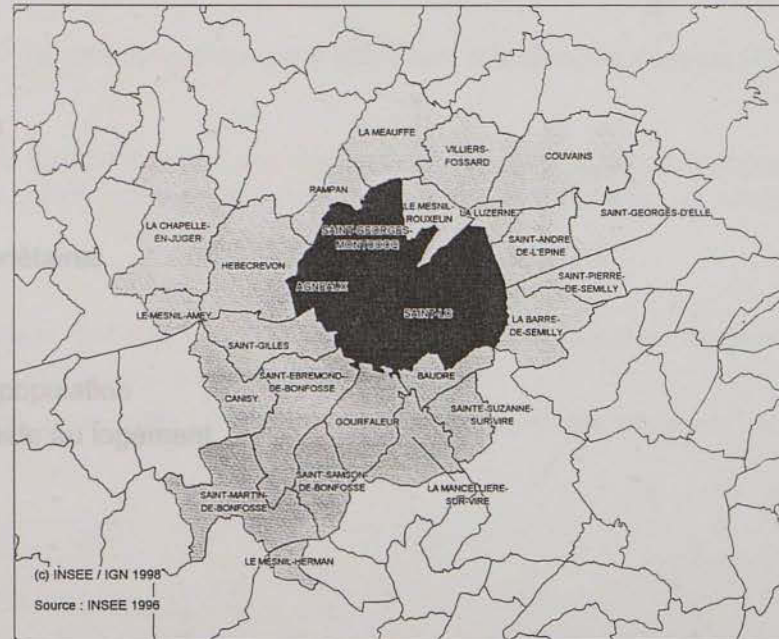 LA MEAUFFE
VILLIERS-
FOSSARD
COUVAINS
RAMPAN
LE MESNIL-
ROUXELIN
LA LUZERNE
SAINT-GEORGES-D'ELLE
LA CHAPELLE-
EN-JUGER
SAINT-GEORGES-
MONTCOCQ
SAINT-ANDRE
DE-L'EPINE
HEBECREVON
SAINT-PIERRE-
DE-SEMILLY
AGNEAUX
SAINT-LO
LE-MESNIL-AMEY
LA BARRE-
DE-SEMILLY
SAINT-GILLES
SAINT-EBREMOND-
DE-BONFOSSE
BAUDRE
CANISY
GOURFALEUR
SAINTE-SUZANNE-
SUR-VIRE
SAINT-SAMSON-
DE-BONFOSSE
SAINT-MARTIN-
DE-BONFOSSE
LA MANCELLIERE-
SUR-VIRE
LE MESNIL-HERMAN
(c) INSEE / IGN 1998
Source : INSEE 1996